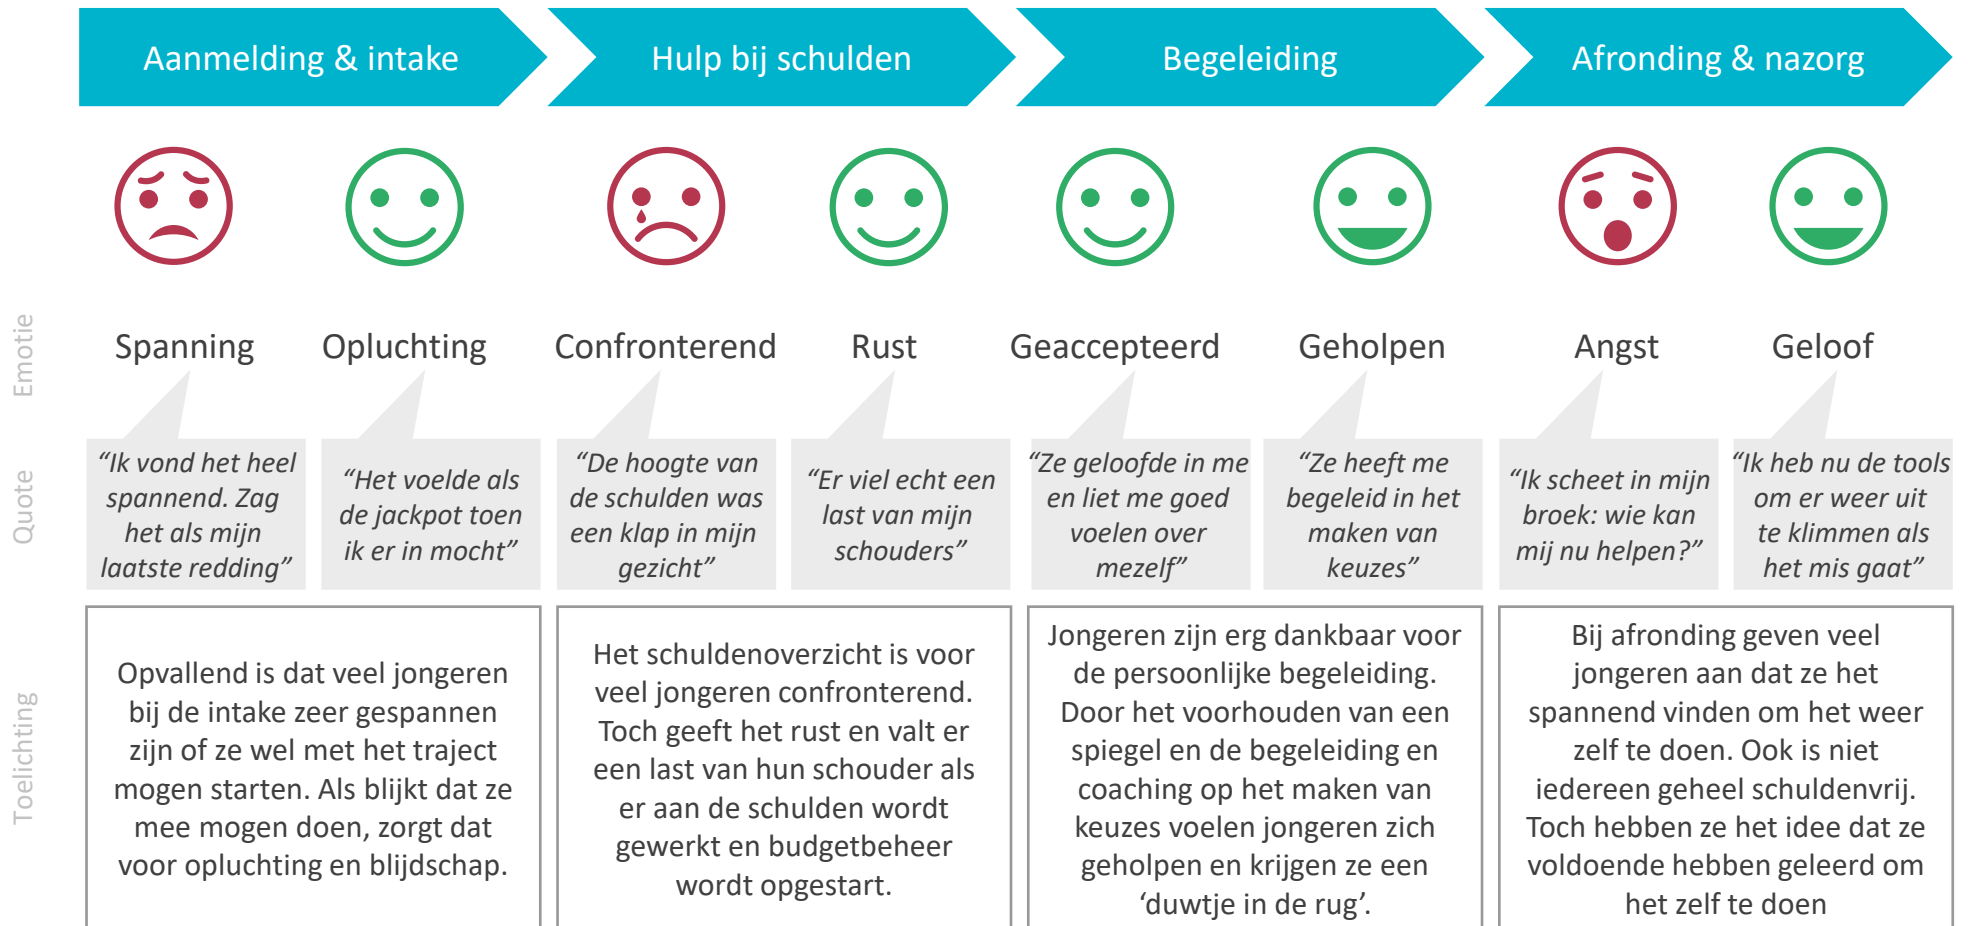 Aanmelding & intake
Hulp bij schulden
Begeleiding
Afronding & nazorg
Emotie
Spanning
Opluchting
Confronterend
Rust
Geaccepteerd
Geholpen
Angst
Geloof
Quote
“Ik vond het heel
spannend. Zag
het als mijn
laatste redding”
“Het voelde als
de jackpot toen
ik er in mocht”
“De hoogte van
de schulden was
een klap in mijn
gezicht”
“Er viel echt een
last van mijn
schouders”
“Ze geloofde in me
en liet me goed
voelen over
mezelf”
“Ze heeft me
begeleid in het
maken van
keuzes”
“Ik scheet in mijn
broek: wie kan
mij nu helpen?”
“Ik heb nu de tools
om er weer uit
te klimmen als
het mis gaat”
Toelichting
Opvallend is dat veel jongeren
bij de intake zeer gespannen
zijn of ze wel met het traject
mogen starten. Als blijkt dat ze
mee mogen doen, zorgt dat
voor opluchting en blijdschap.
Het schuldenoverzicht is voor
veel jongeren confronterend.
Toch geeft het rust en valt er
een last van hun schouder als
er aan de schulden wordt
gewerkt en budgetbeheer
wordt opgestart.
Jongeren zijn erg dankbaar voor
de persoonlijke begeleiding.
Door het voorhouden van een
spiegel en de begeleiding en
coaching op het maken van
keuzes voelen jongeren zich
geholpen en krijgen ze een
‘duwtje in de rug’.
Bij afronding geven veel
jongeren aan dat ze het
spannend vinden om het weer
zelf te doen. Ook is niet
iedereen geheel schuldenvrij.
Toch hebben ze het idee dat ze
voldoende hebben geleerd om
het zelf te doen